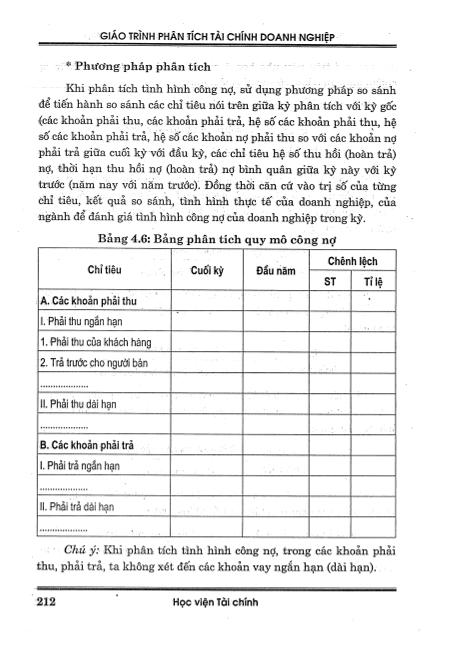 GIÁO TRÌNH PHÂN TÍCH TÀI CHÍNH DOANH NGHIỆP
* Phương pháp phân tích
Khi phân tích tình hình công nợ, sử dụng phương pháp so sánh
để tiến hành so sánh các chỉ tiêu nói trên giữa kỳ phân tích với kỳ gốc
(các khoản phải thu, các khoản phải trả, hệ số các khoản phải thu, hệ
số các khoản phải trả, hệ số các khoản nợ phải thu so với các khoản nợ
phải trả giữa cuối kỳ với đầu kỳ, các chỉ tiêu hệ số thu hồi (hoàn trả)
nợ, thời hạn thu hồi nợ (hoàn trả) nợ bình quân giữa kỳ này với kỳ
trước (năm nay với năm trước). Đồng thời căn cứ vào trị số của từng
chỉ tiêu, kết quả so sánh, tình hình thực tế của doanh nghiệp, của
ngành để đánh giá tình hình công nợ của doanh nghiệp trong kỳ.
Bảng 4.6: Bảng phân tích quy mô công nợ
Chỉ tiêu Cuối kỳ Đầu năm Chênh lệch
ST Tỉ lệ
A. Các khoản phải thu
I. Phải thu ngắn hạn
1. Phải thu của khách hàng
2. Trả trước cho người bán
....................
II. Phải thu dài hạn
....................
B. Các khoản phải trả
I. Phải trả ngắn hạn
....................
II. Phải trả dài hạn
....................
Chú ý: Khi phân tích tình hình công nợ, trong các khoản phải
thu, phải trả, ta không xét đến các khoản vay ngắn hạn (dài hạn).
212 Học viện Tài chính